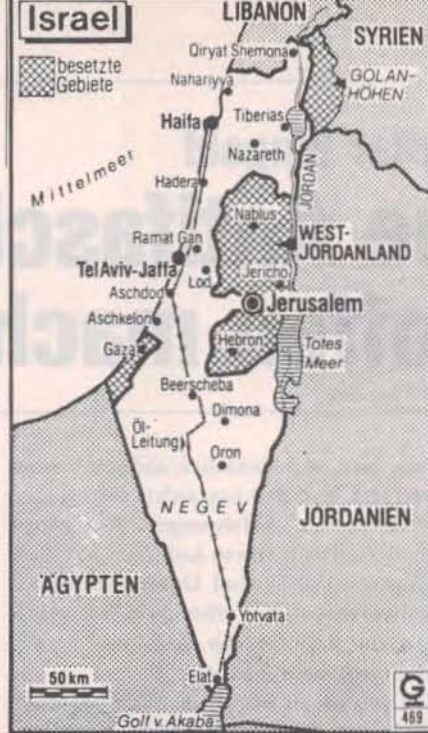 Israel
besetzte
Gebiete
LIBANON
SYRIEN
Qiryat Shemona
GOLAN-
HÖHEN
Nahariyya
Haifa
Tiberias
Nazareth
Mittelmeer
JORDAN
Hadera
Nablus
Ramat Gan
WEST-
JORDANLAND
Tel Aviv-Jaffa
Lod
Jericho
Aschdod
Jerusalem
Aschkelon
Gaza
Hebron
Totes
Meer
Beerscheba
Dimona
Öl-
Leitung
Oron
NEGEV
JORDANIEN
ÄGYPTEN
Yotvata
50 km
Elat
Golf v. Akaba
G
469